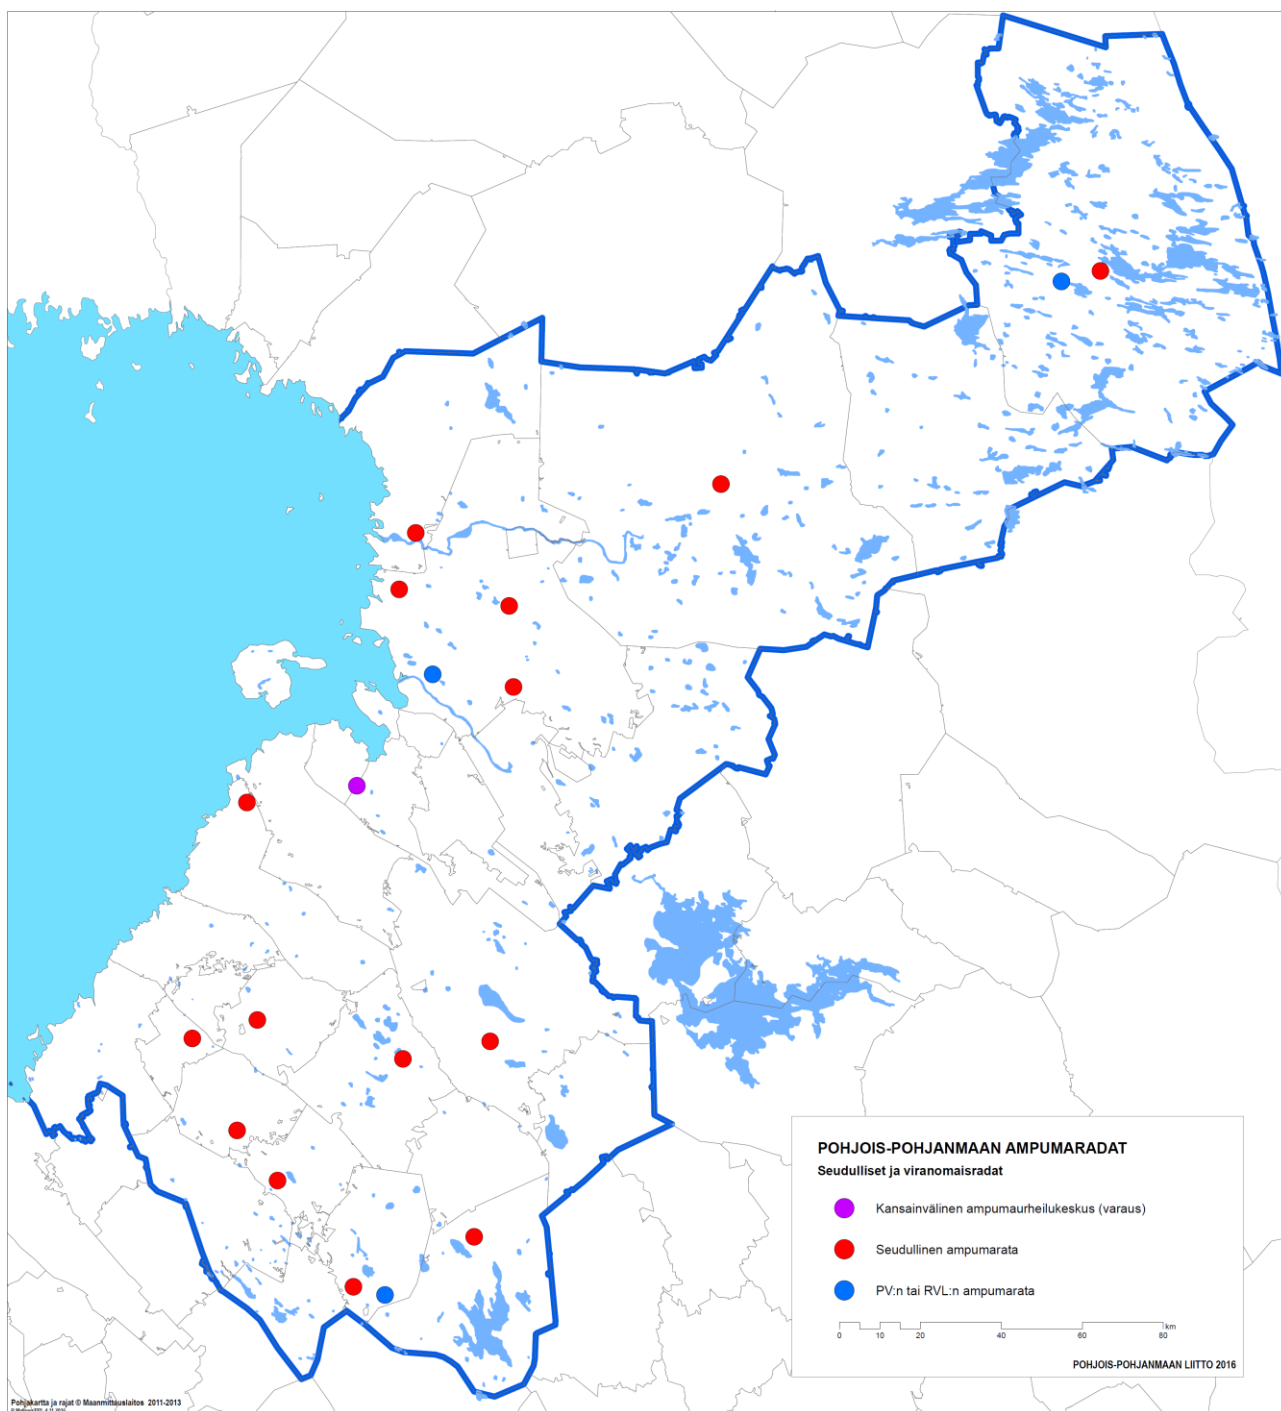 POHJOIS-POHJANMAAN AMPUMARADAT
Seudulliset ja viranomaisradat
Kansainvälinen ampumaurheilukeskus (varaus)
Seudullinen ampumarata
PV:n tai RVL:n ampumarata
km
0 10 20 40 60 80
POHJOIS-POHJANMAAN LIITTO 2016
Pohjakartta ja rajat © Maanmittauslaitos 2011-2013